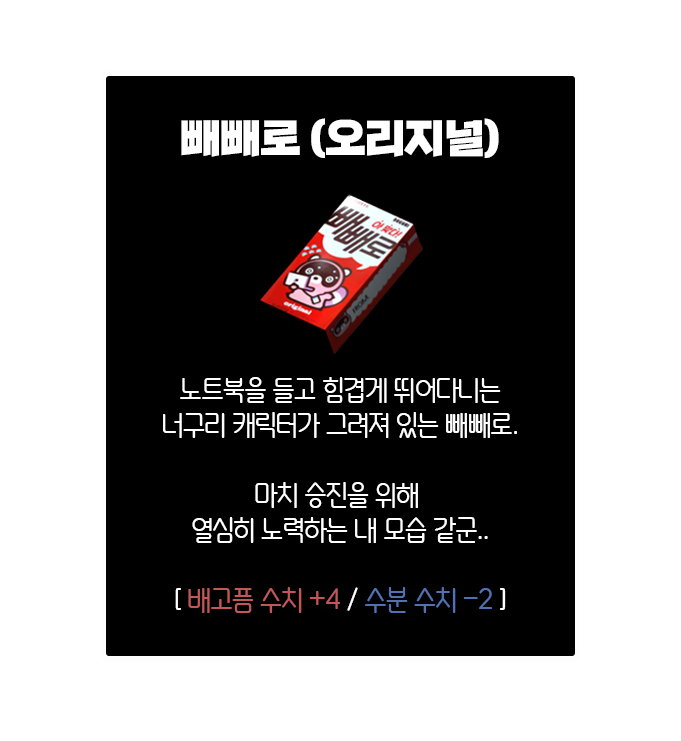 빼빼로 (오리지널)
아 맞다!
빼빼로
original
노트북을 들고 힘겹게 뛰어다니는
너구리 캐릭터가 그려져 있는 빼빼로.
마치 승진을 위해
열심히 노력하는 내 모습 같군..
[ 배고픔 수치 +4 / 수분 수치 -2 ]